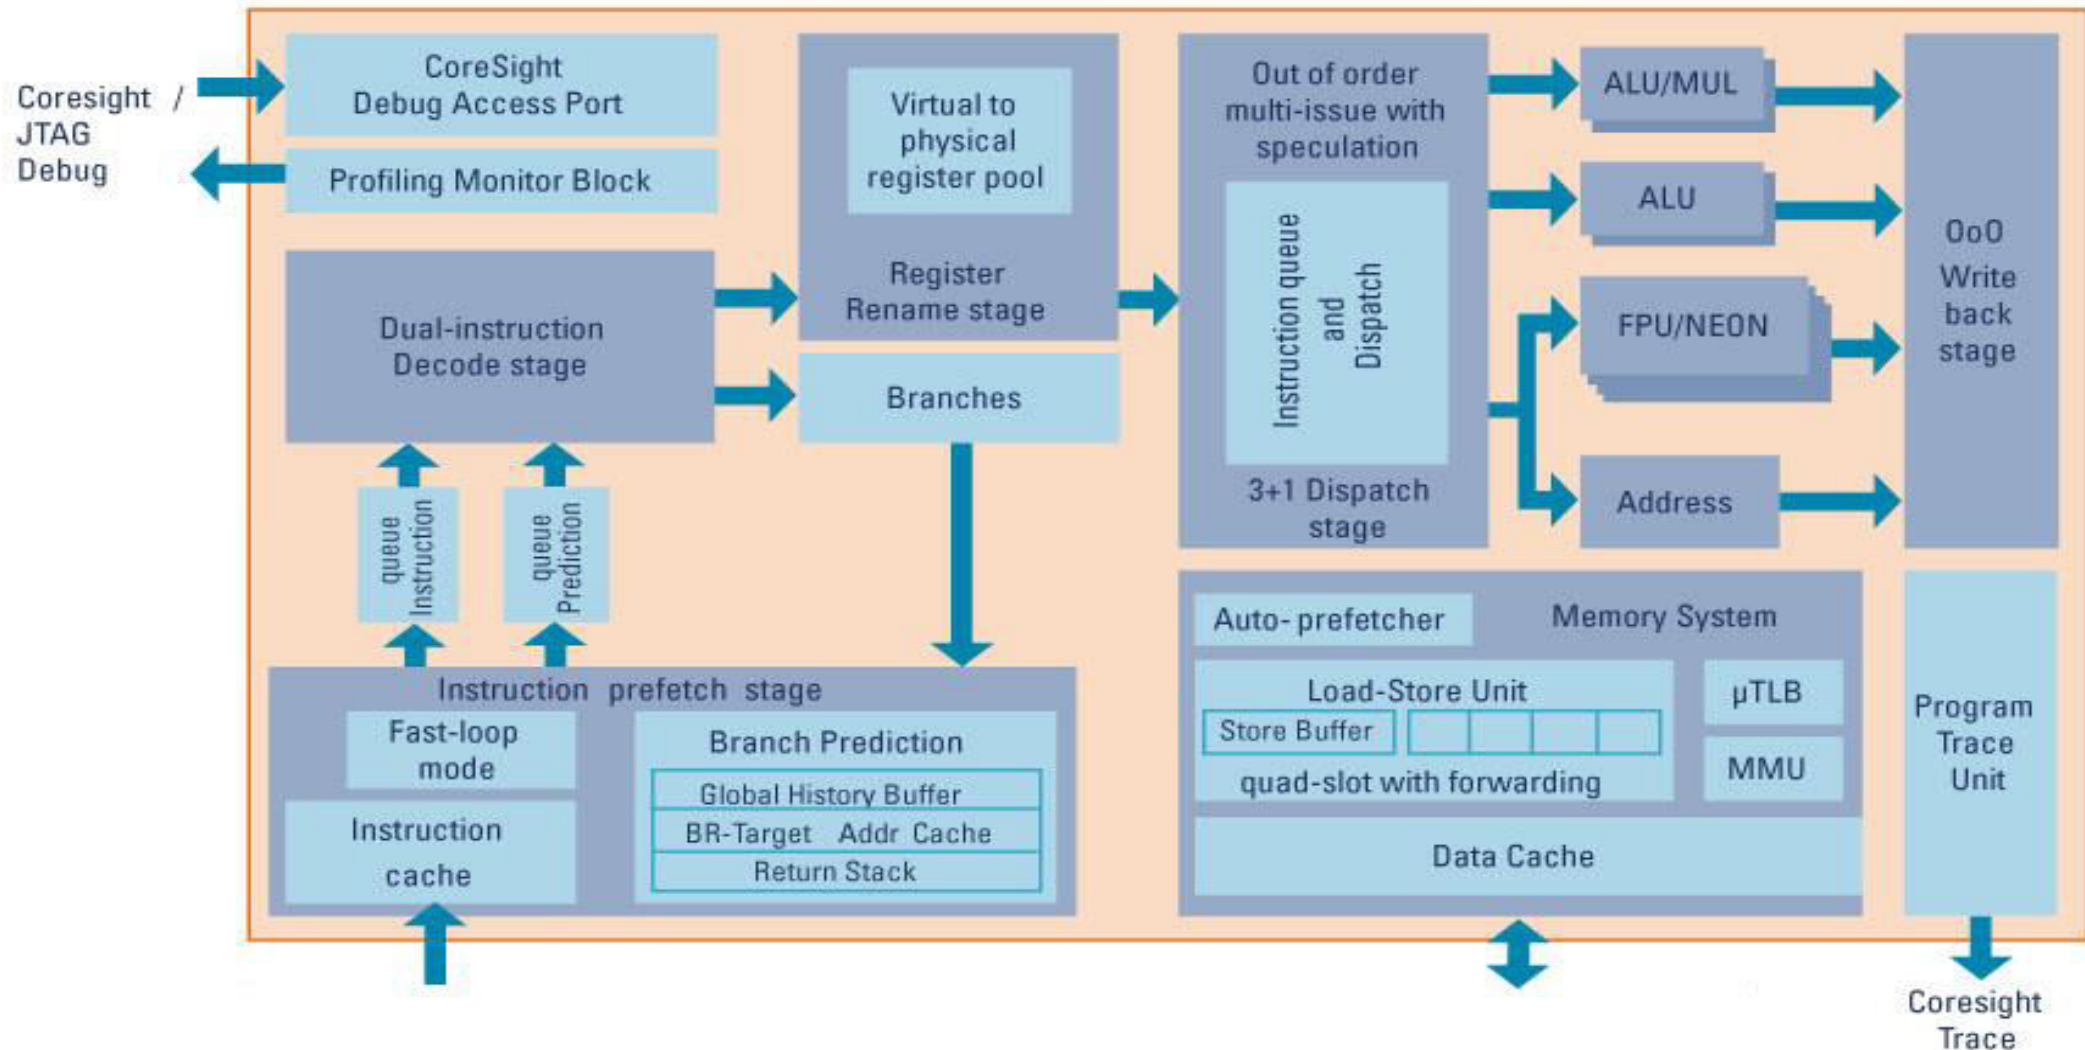 Coresight /
JTAG
Debug
CoreSight
Debug Access Port
Profiling Monitor Block
Virtual to
physical
register pool
Register
Rename stage
Dual-instruction
Decode stage
Branches
Out of order
multi-issue with
speculation
Instruction queue
and
Dispatch
3+1 Dispatch
stage
ALU/MUL
ALU
FPU/NEON
Address
OoO
Write
back
stage
queue
Instruction
queue
Prediction
Instruction prefetch stage
Fast-loop
mode
Instruction
cache
Branch Prediction
Global History Buffer
BR-Target Addr Cache
Return Stack
Auto-prefetcher
Memory System
Load-Store Unit
Store Buffer
quad-slot with forwarding
µTLB
MMU
Data Cache
Program
Trace
Unit
Coresight
Trace